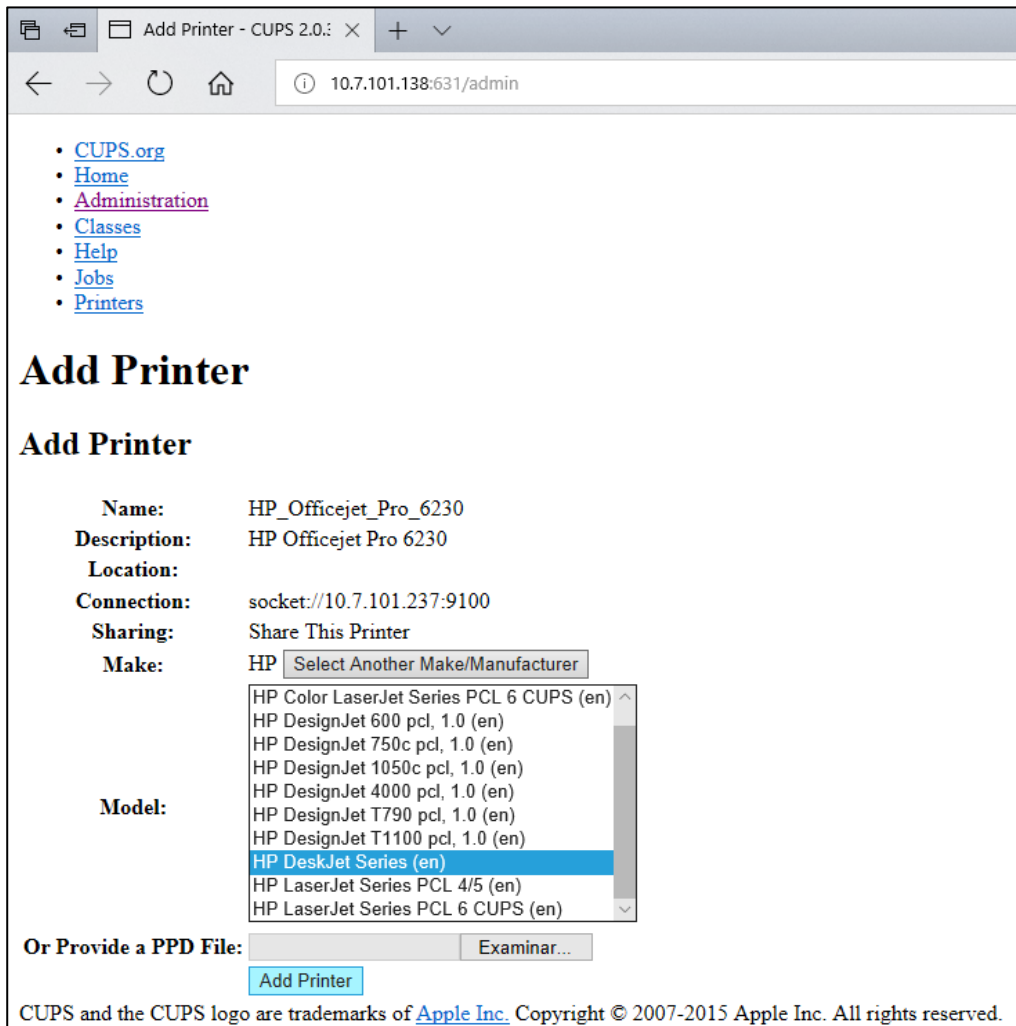 Add Printer - CUPS 2.0.:
10.7.101.138:631/admin
• CUPS.org
• Home
• Administration
• Classes
• Help
• Jobs
• Printers
Add Printer
Add Printer
Name: HP_Officejet_Pro_6230
Description: HP Officejet Pro 6230
Location:
Connection: socket://10.7.101.237:9100
Sharing: Share This Printer
Make: HP Select Another Make/Manufacturer
HP Color LaserJet Series PCL 6 CUPS (en)
HP DesignJet 600 pcl, 1.0 (en)
HP DesignJet 750c pcl, 1.0 (en)
HP DesignJet 1050c pcl, 1.0 (en)
HP DesignJet 4000 pcl, 1.0 (en)
Model:
HP DesignJet T790 pcl, 1.0 (en)
HP DesignJet T1100 pcl, 1.0 (en)
HP DeskJet Series (en)
HP LaserJet Series PCL 4/5 (en)
HP LaserJet Series PCL 6 CUPS (en)
Or Provide a PPD File: Examinar...
Add Printer
CUPS and the CUPS logo are trademarks of Apple Inc. Copyright © 2007-2015 Apple Inc. All rights reserved.